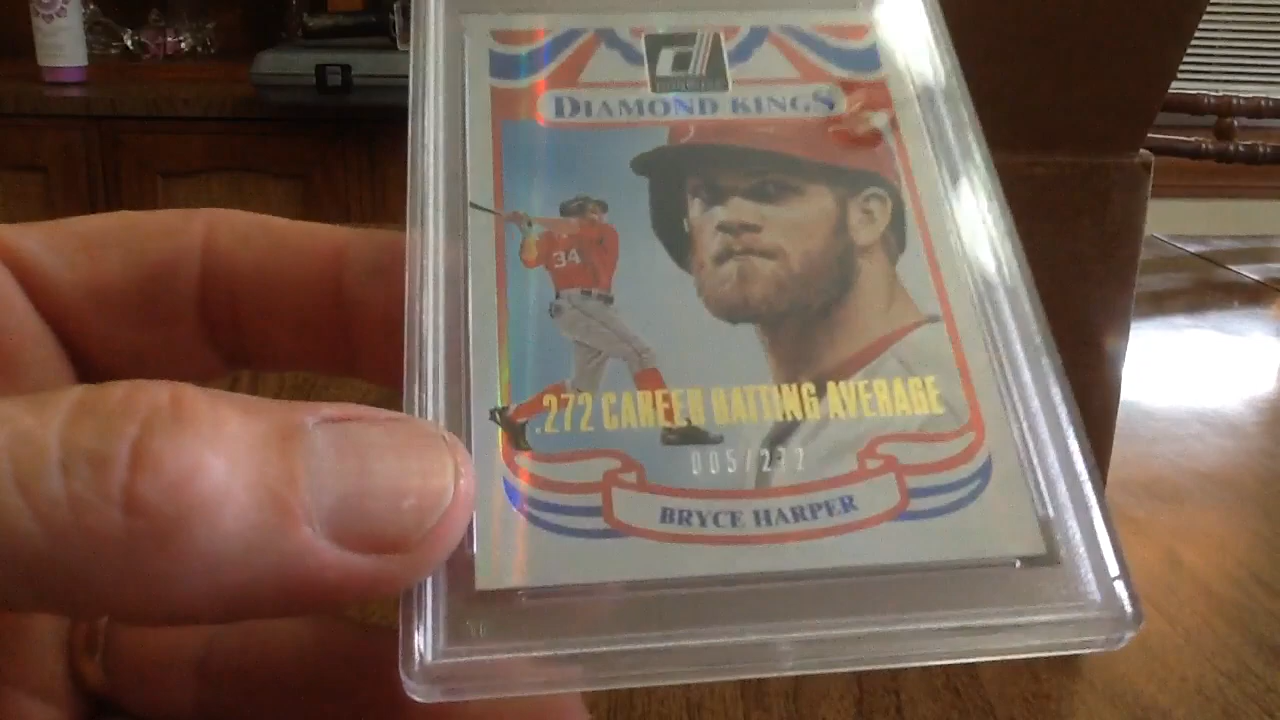 DIAMOND KINGS
34
.272 CAREER BATTING AVERAGE
005/272
BRYCE HARPER